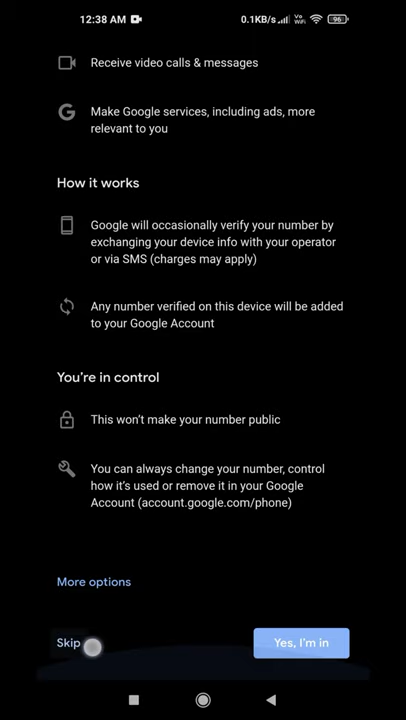 12:38 AM
0.1KB/s
Vo
WiFi
96
Receive video calls & messages
Make Google services, including ads, more
relevant to you
How it works
Google will occasionally verify your number by
exchanging your device info with your operator
or via SMS (charges may apply)
Any number verified on this device will be added
to your Google Account
You're in control
This won't make your number public
You can always change your number, control
how it's used or remove it in your Google
Account (account.google.com/phone)
More options
Skip
Yes, I'm in